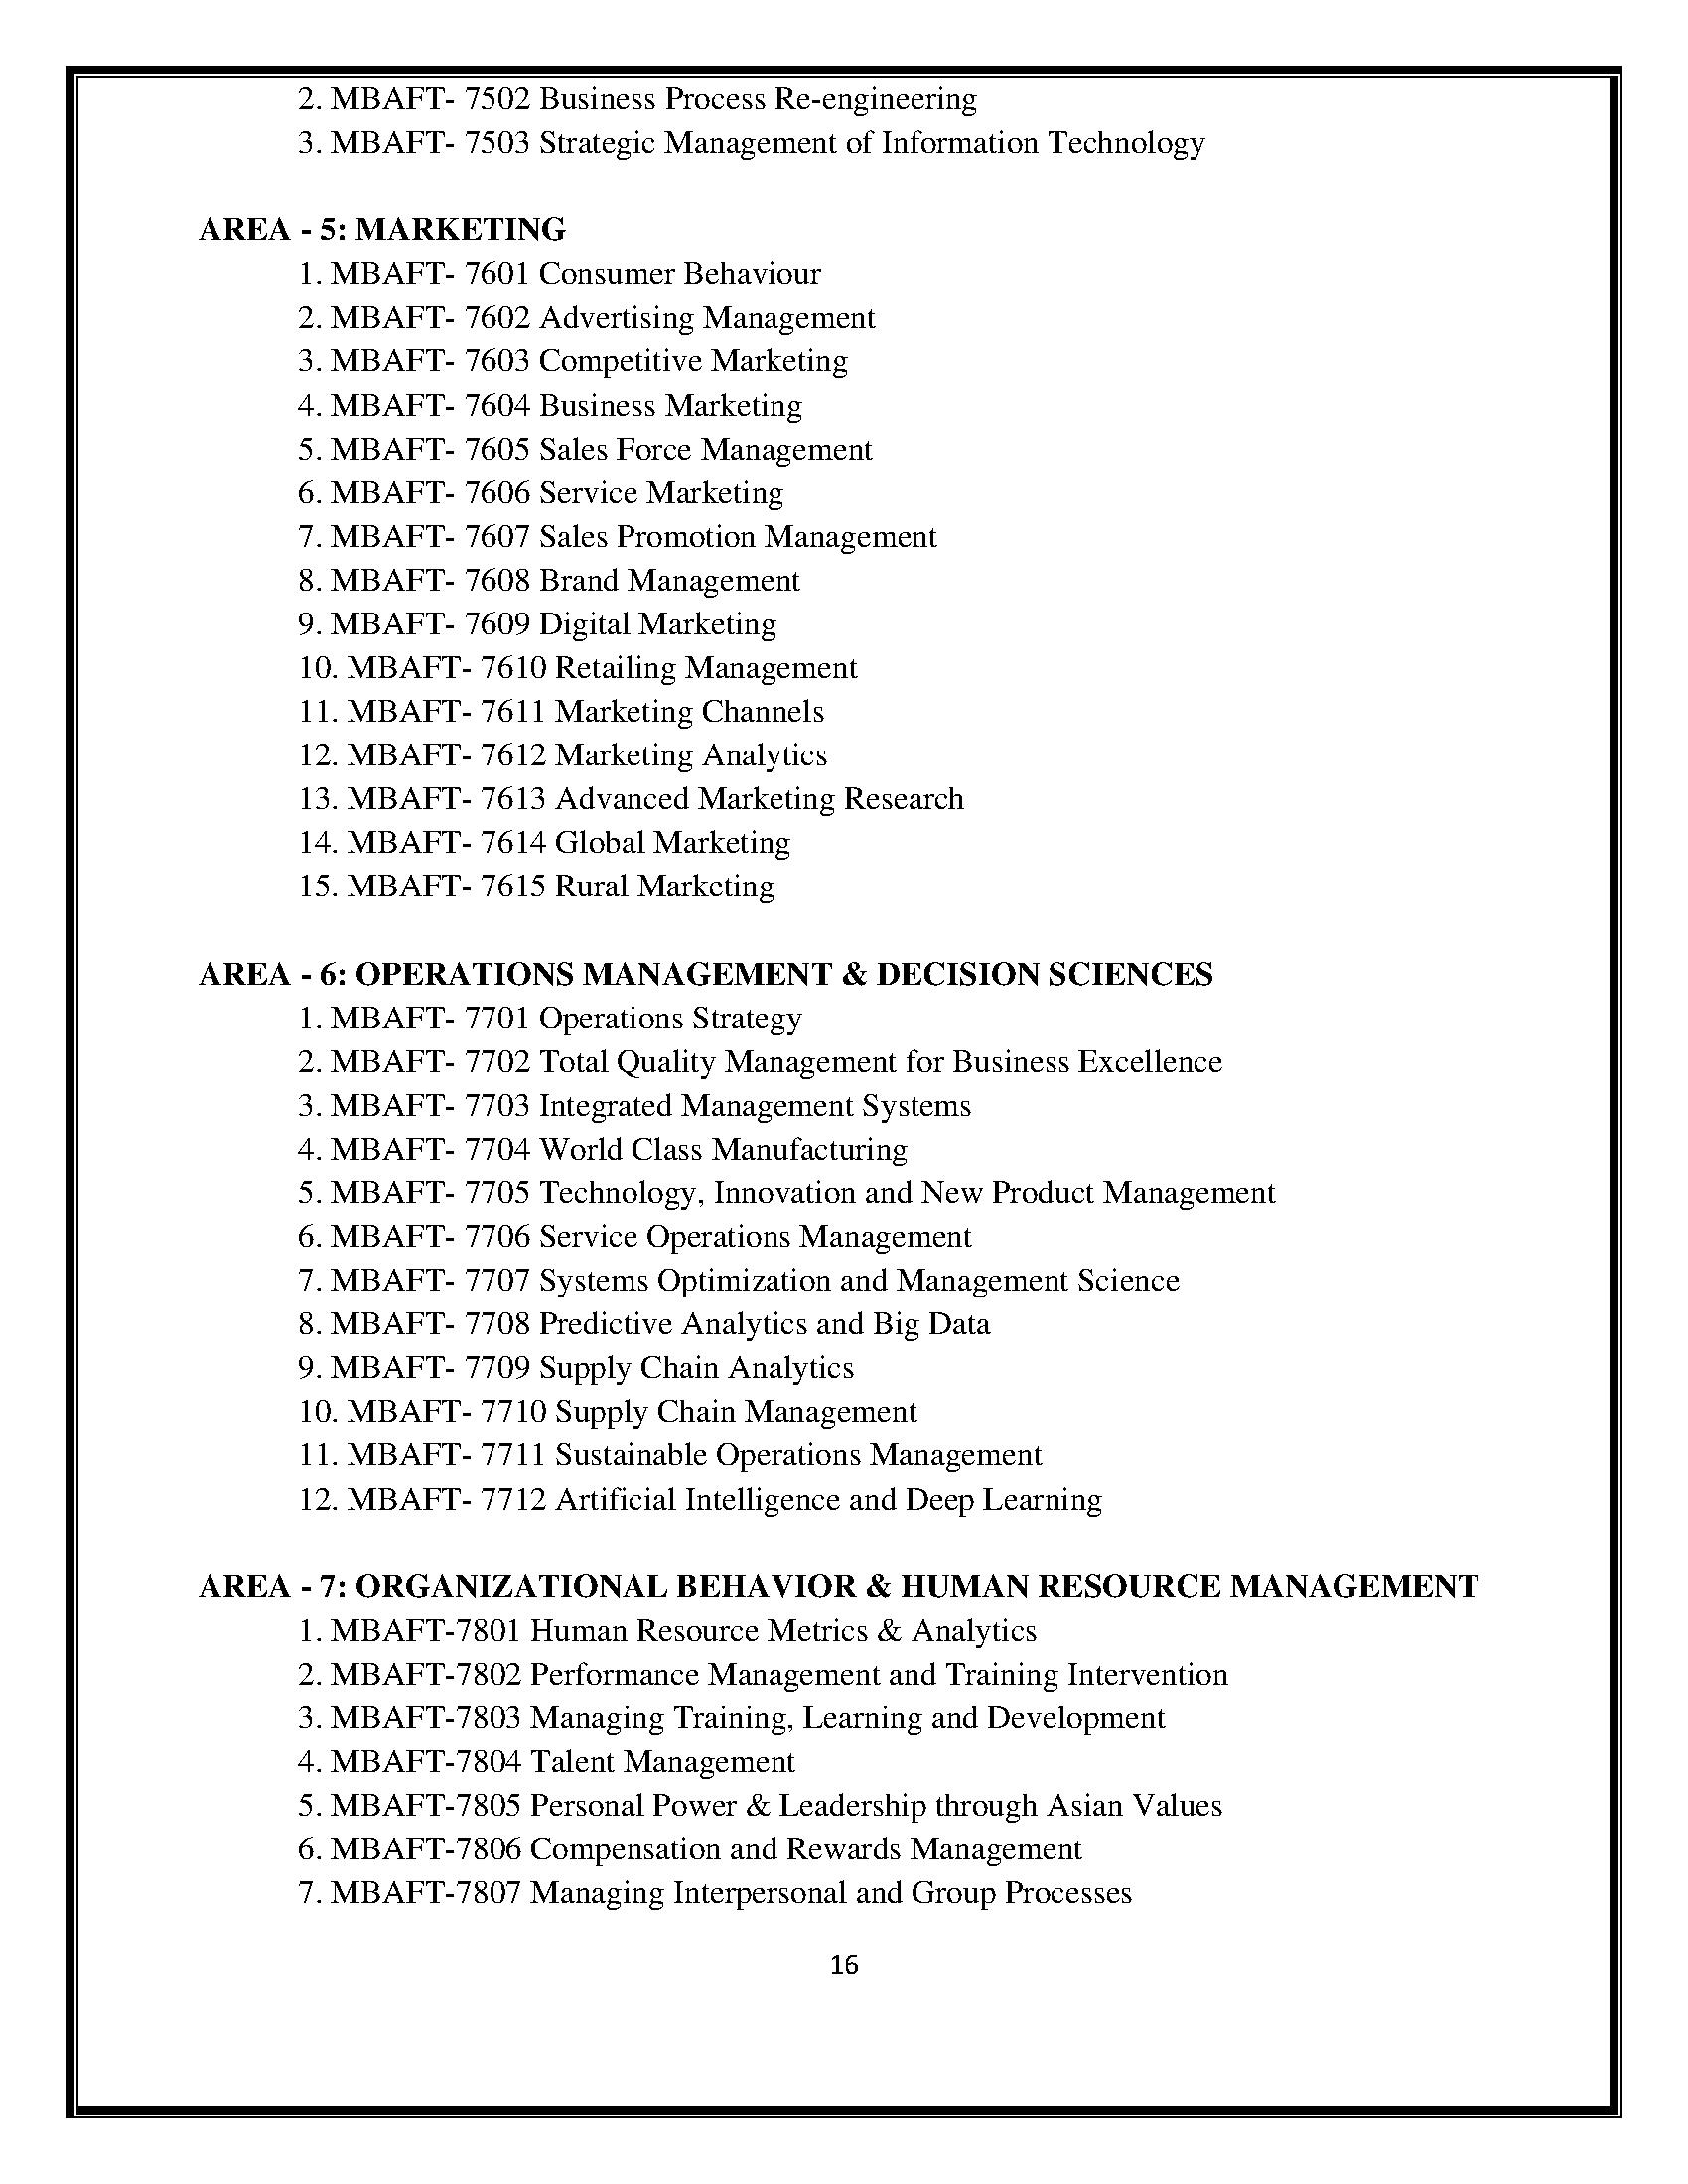 2. MBAFT- 7502 Business Process Re-engineering
3. MBAFT- 7503 Strategic Management of Information Technology
AREA - 5: MARKETING
1. MBAFT- 7601 Consumer Behaviour
2. MBAFT- 7602 Advertising Management
3. MBAFT- 7603 Competitive Marketing
4. MBAFT- 7604 Business Marketing
5. MBAFT- 7605 Sales Force Management
6. MBAFT- 7606 Service Marketing
7. MBAFT- 7607 Sales Promotion Management
8. MBAFT- 7608 Brand Management
9. MBAFT- 7609 Digital Marketing
10. MBAFT- 7610 Retailing Management
11. MBAFT- 7611 Marketing Channels
12. MBAFT- 7612 Marketing Analytics
13. MBAFT- 7613 Advanced Marketing Research
14. MBAFT- 7614 Global Marketing
15. MBAFT- 7615 Rural Marketing
AREA - 6: OPERATIONS MANAGEMENT & DECISION SCIENCES
1. MBAFT- 7701 Operations Strategy
2. MBAFT- 7702 Total Quality Management for Business Excellence
3. MBAFT- 7703 Integrated Management Systems
4. MBAFT- 7704 World Class Manufacturing
5. MBAFT- 7705 Technology, Innovation and New Product Management
6. MBAFT- 7706 Service Operations Management
7. MBAFT- 7707 Systems Optimization and Management Science
8. MBAFT- 7708 Predictive Analytics and Big Data
9. MBAFT- 7709 Supply Chain Analytics
10. MBAFT- 7710 Supply Chain Management
11. MBAFT- 7711 Sustainable Operations Management
12. MBAFT- 7712 Artificial Intelligence and Deep Learning
AREA - 7: ORGANIZATIONAL BEHAVIOR & HUMAN RESOURCE MANAGEMENT
1. MBAFT-7801 Human Resource Metrics & Analytics
2. MBAFT-7802 Performance Management and Training Intervention
3. MBAFT-7803 Managing Training, Learning and Development
4. MBAFT-7804 Talent Management
5. MBAFT-7805 Personal Power & Leadership through Asian Values
6. MBAFT-7806 Compensation and Rewards Management
7. MBAFT-7807 Managing Interpersonal and Group Processes
16